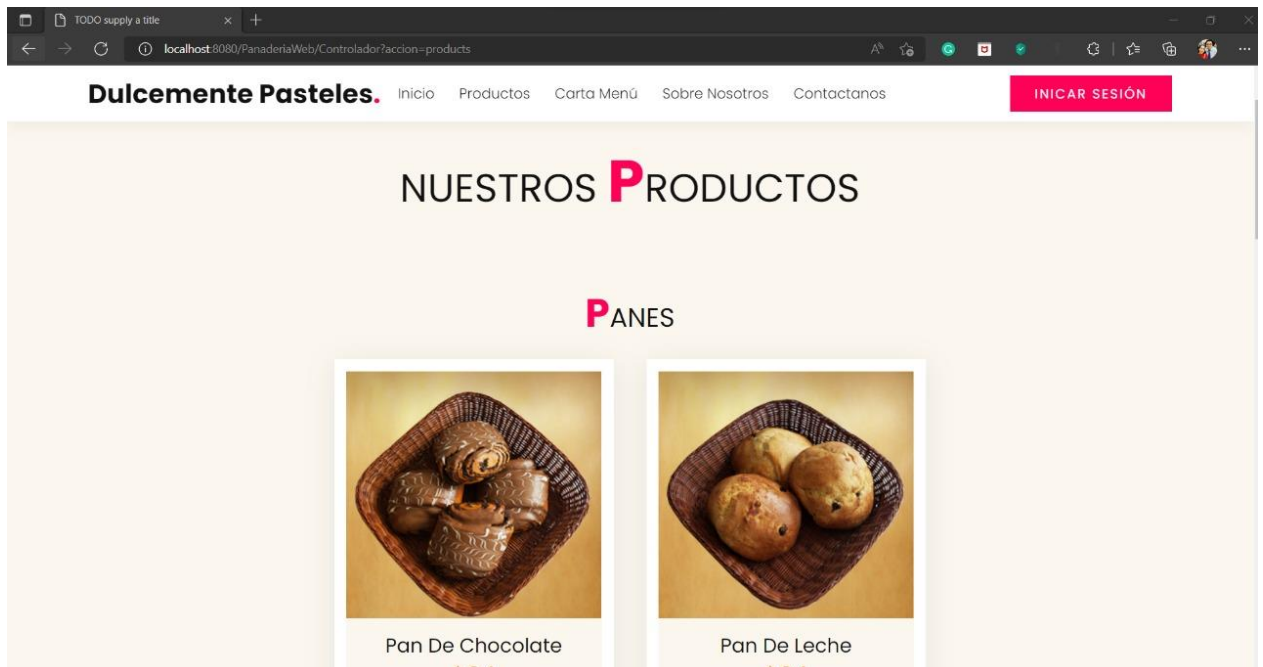 TODO supply a title
localhost:8080/PanaderiaWeb/Controlador?accion=products
Dulcemente Pasteles. Inicio Productos Carta Menú Sobre Nosotros Contactanos INICAR SESIÓN
NUESTROS PRODUCTOS
PANES
Pan De Chocolate Pan De Leche